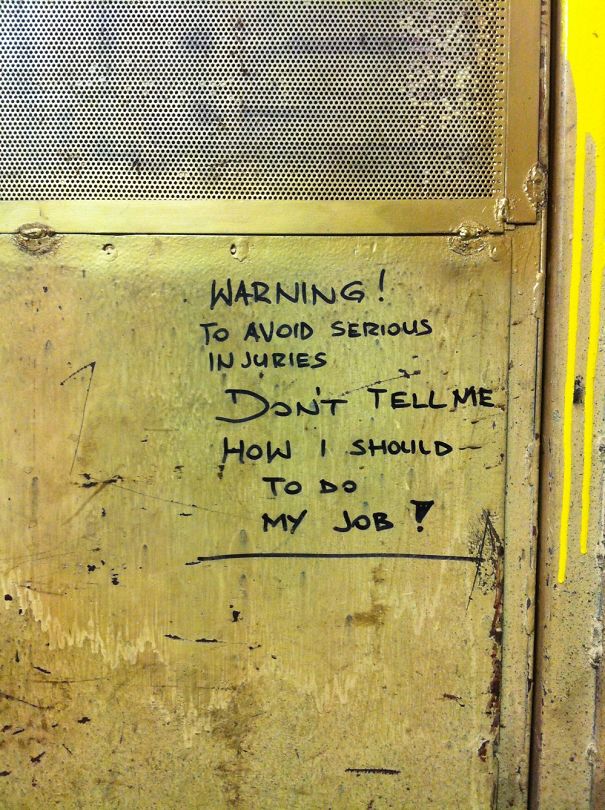 WARNING!
TO AVOID SERIOUS
INJURIES
DON'T TELL ME
HOW I SHOULD
TO DO
MY JOB!